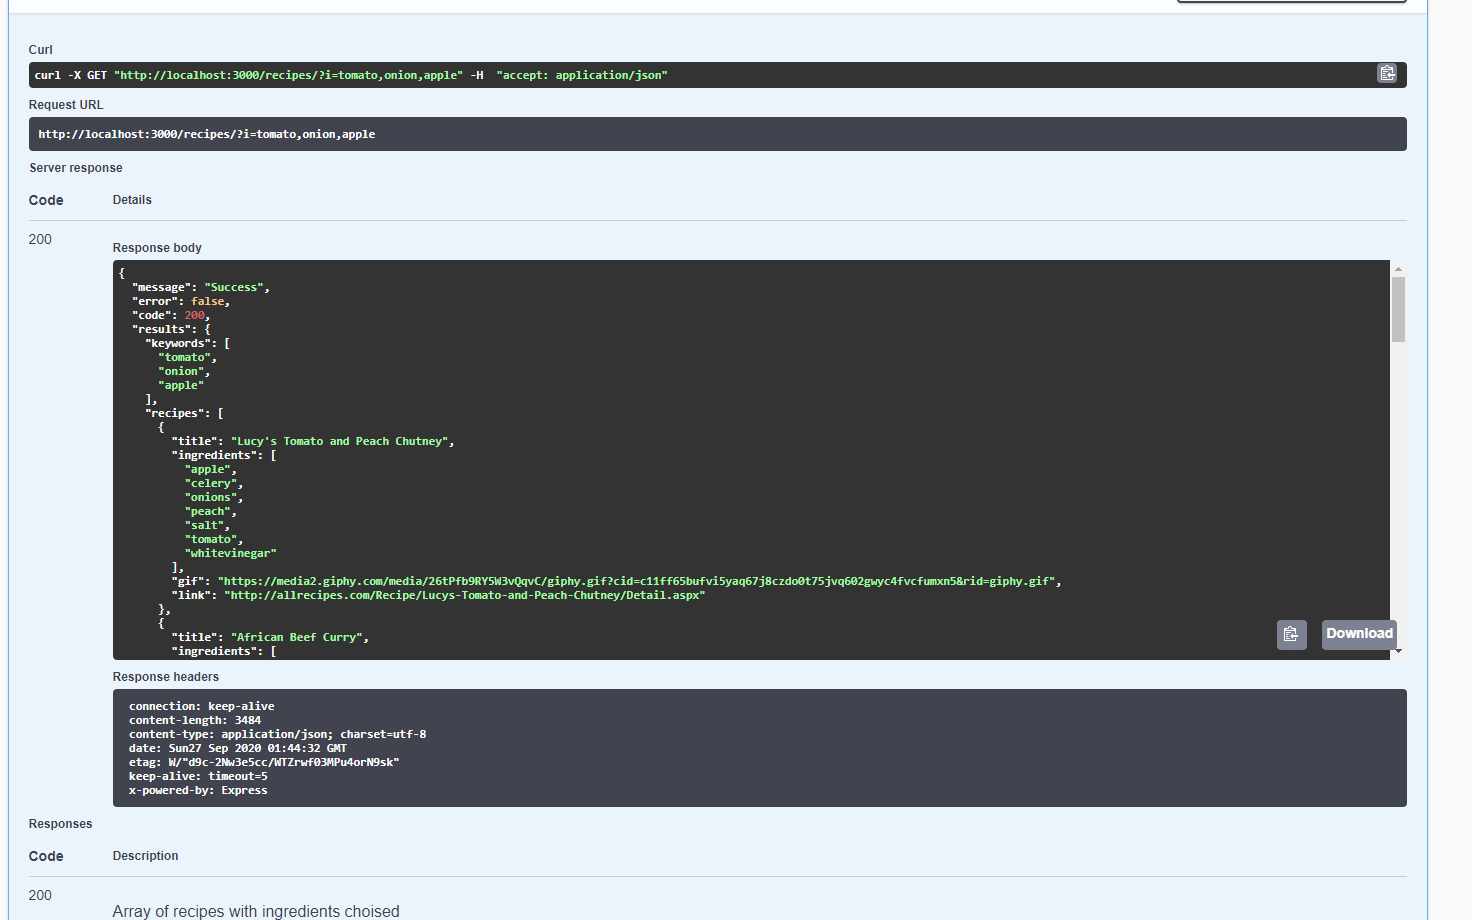 Curl
curl -X GET "http://localhost:3000/recipes/?i=tomato,onion,apple" -H  "accept: application/json"
Request URL
http://localhost:3000/recipes/?i=tomato,onion,apple
Server response
Code Details
200
Response body
{
  "message": "Success",
  "error": false,
  "code": 200,
  "results": {
    "keywords": [
      "tomato",
      "onion",
      "apple"
    ],
    "recipes": [
      {
        "title": "Lucy's Tomato and Peach Chutney",
        "ingredients": [
          "apple",
          "celery",
          "onions",
          "peach",
          "salt",
          "tomato",
          "whitevinegar"
        ],
        "gif": "https://media2.giphy.com/media/26tPfb9RY5W3vQqvC/giphy.gif?cid=c11ff65bufvi5yaq67j8czdo0t75jvq602gwyc4fvcfumxn5&rid=giphy.gif",
        "link": "http://allrecipes.com/Recipe/Lucys-Tomato-and-Peach-Chutney/Detail.aspx"
      },
      {
        "title": "African Beef Curry",
        "ingredients": [
Download
Response headers
connection: keep-alive
content-length: 3484
content-type: application/json; charset=utf-8
date: Sun27 Sep 2020 01:44:32 GMT
etag: W/"d9c-2Nw3e5cc/WTZrwf03MPu4orN9sk"
keep-alive: timeout=5
x-powered-by: Express
Responses
Code Description
200
Array of recipes with ingredients choised